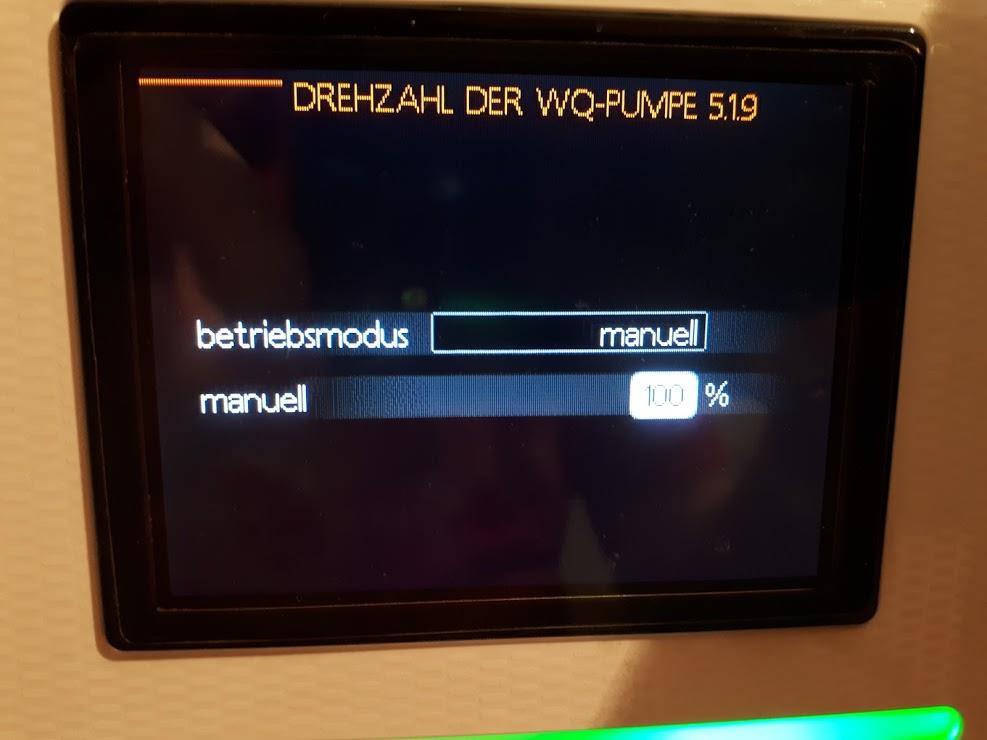 DREHZAHL DER WQ-PUMPE 5.1.9
betriebsmodus manuell
manuell 100 %